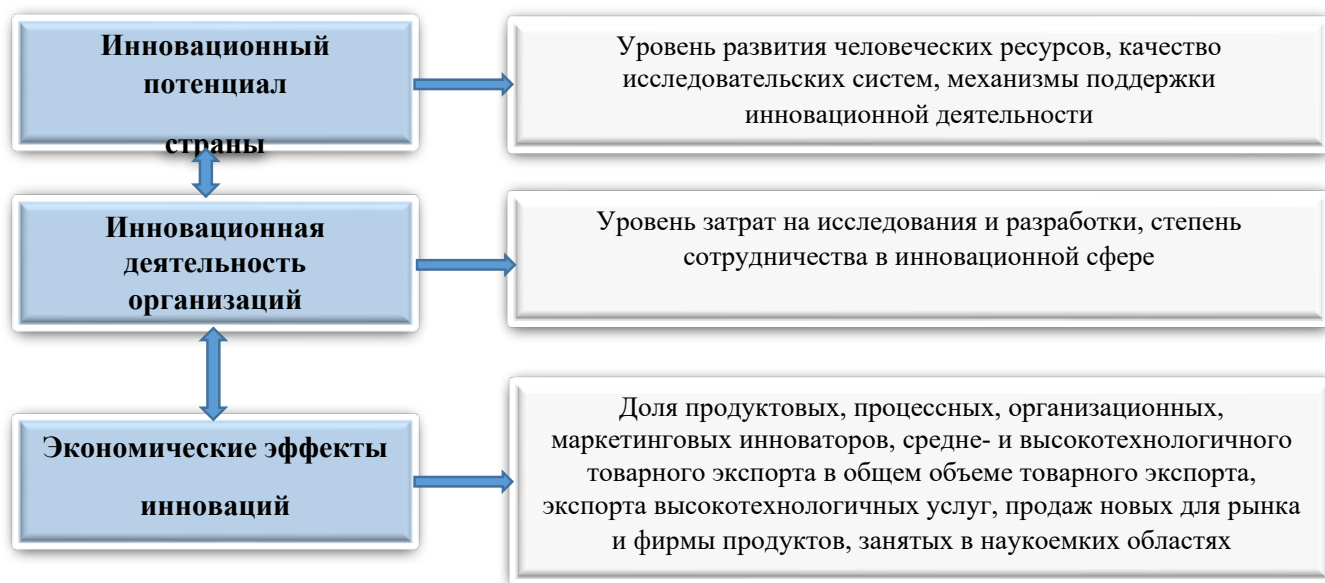 Инновационный
потенциал
страны
Уровень развития человеческих ресурсов, качество
исследовательских систем, механизмы поддержки
инновационной деятельности
Инновационная
деятельность
организаций
Уровень затрат на исследования и разработки, степень
сотрудничества в инновационной сфере
Экономические эффекты
инноваций
Доля продуктовых, процессных, организационных,
маркетинговых инноваторов, средне- и высокотехнологичного
товарного экспорта в общем объеме товарного экспорта,
экспорта высокотехнологичных услуг, продаж новых для рынка
и фирмы продуктов, занятых в наукоемких областях